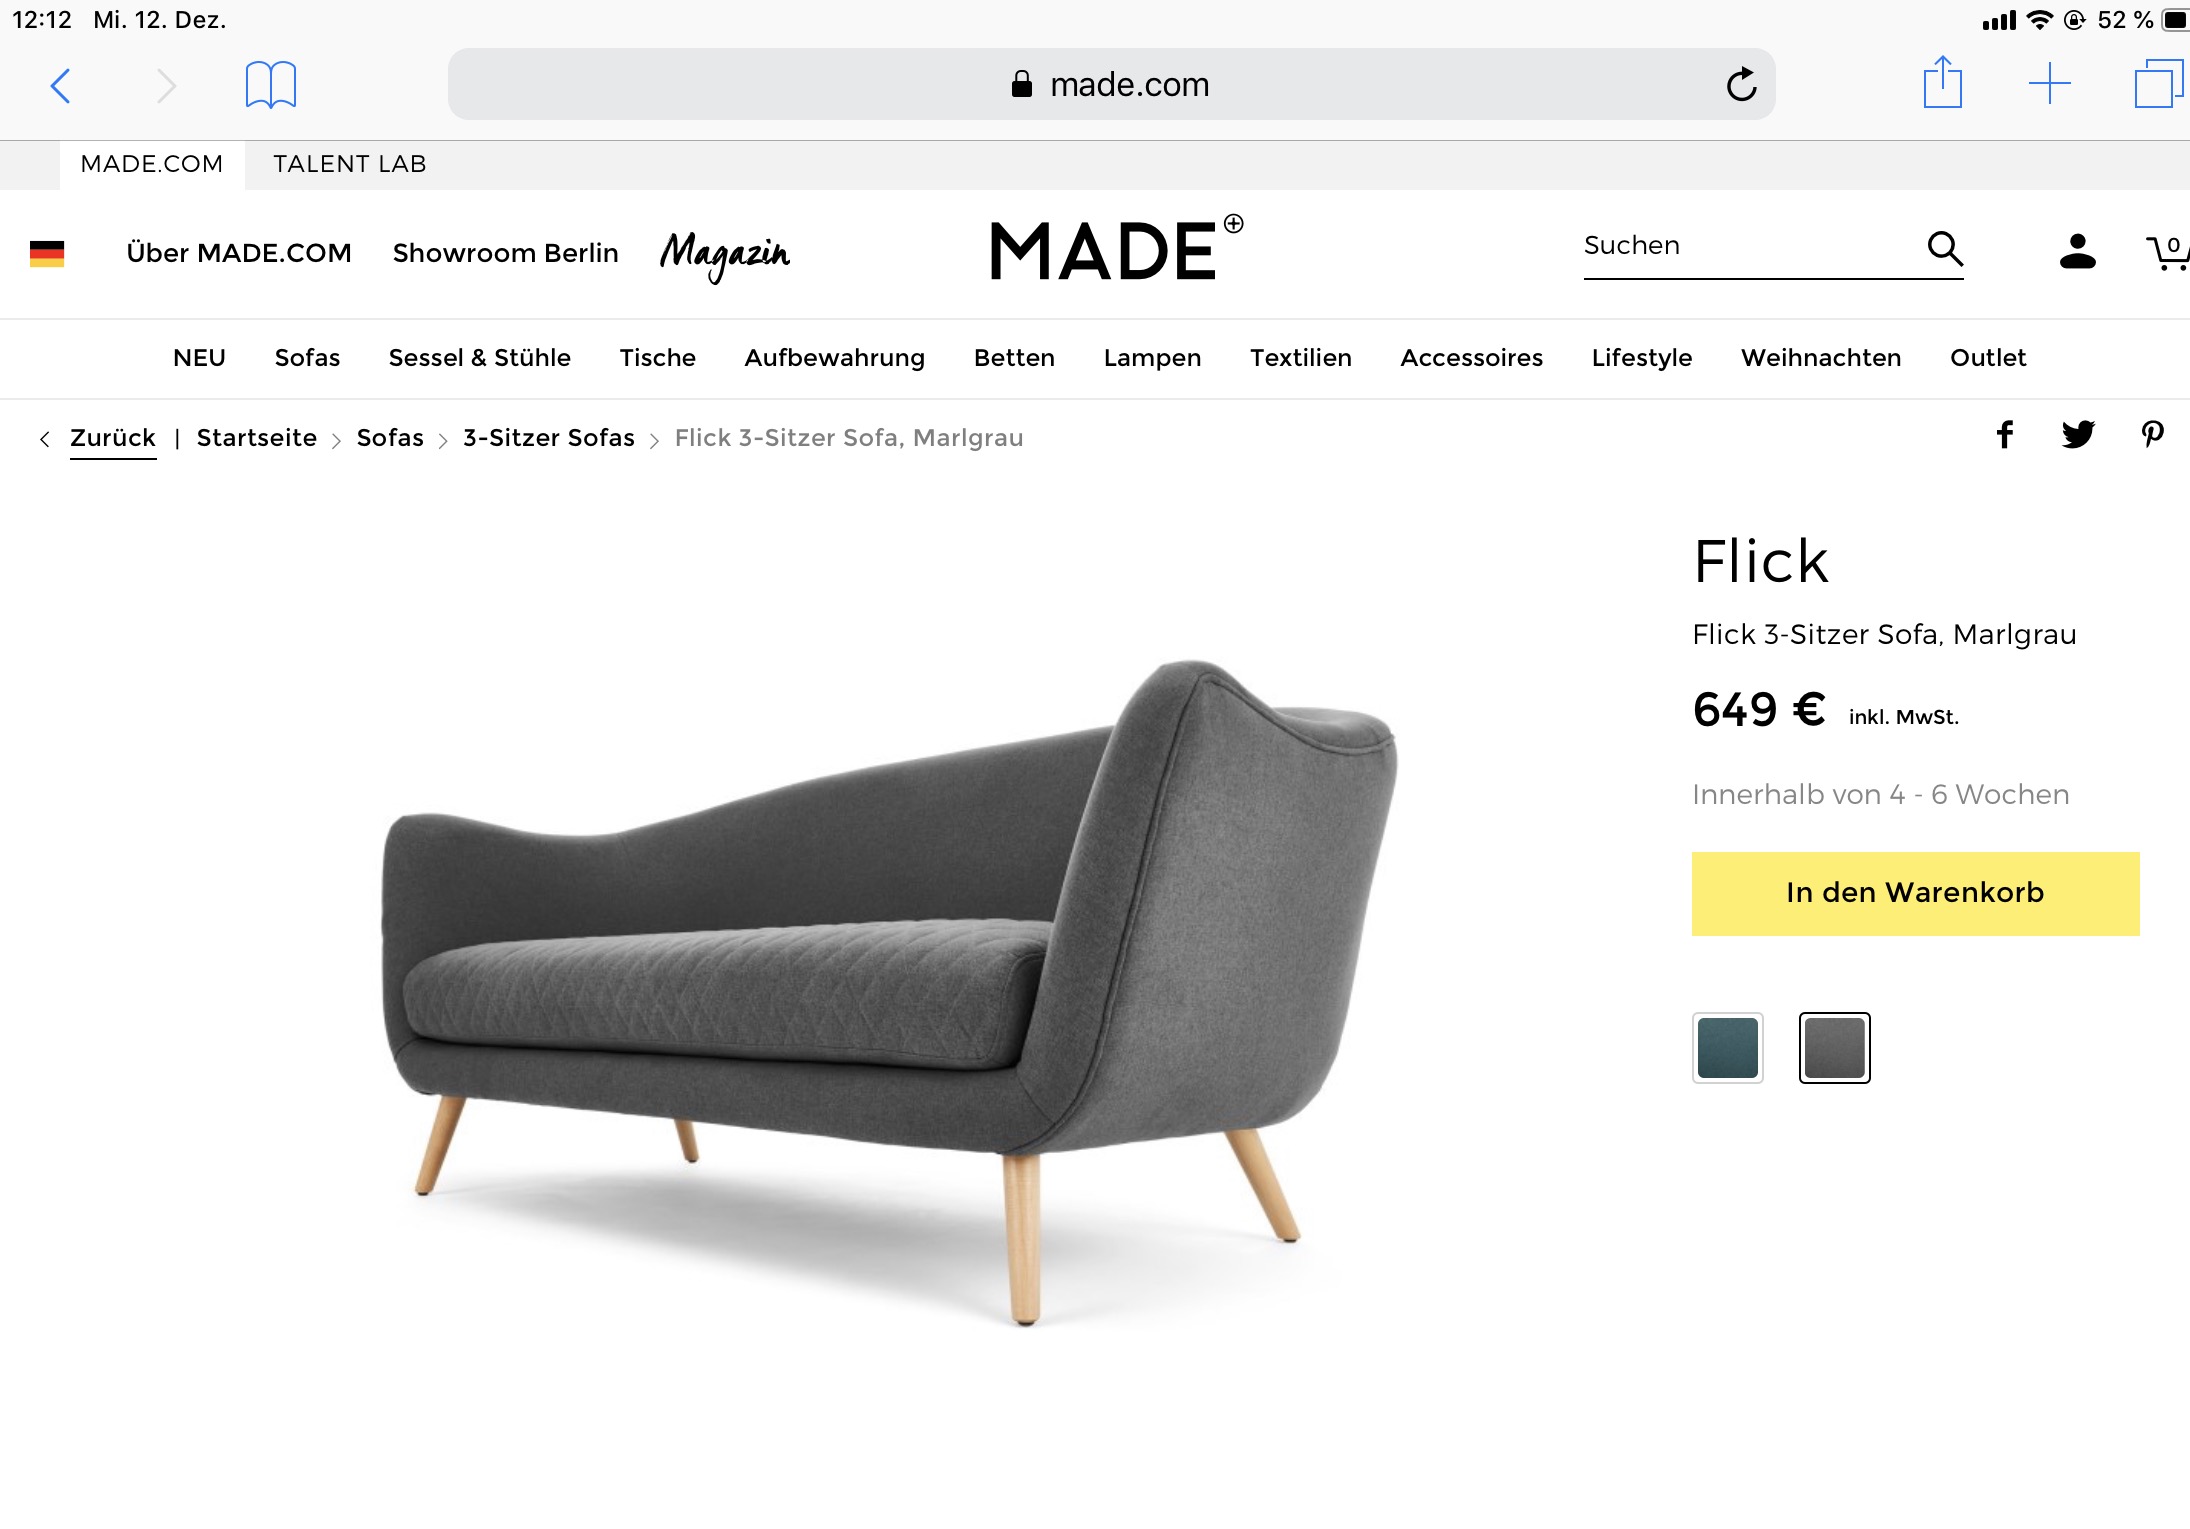 12:12 Mi. 12. Dez. 52 %
made.com
MADE.COM TALENT LAB
Über MADE.COM Showroom Berlin Magazin MADE Suchen 0
NEU Sofas Sessel & Stühle Tische Aufbewahrung Betten Lampen Textilien Accessoires Lifestyle Weihnachten Outlet
Zurück | Startseite > Sofas > 3-Sitzer Sofas > Flick 3-Sitzer Sofa, Marlgrau
Flick
Flick 3-Sitzer Sofa, Marlgrau
649 € inkl. MwSt.
Innerhalb von 4 - 6 Wochen
In den Warenkorb